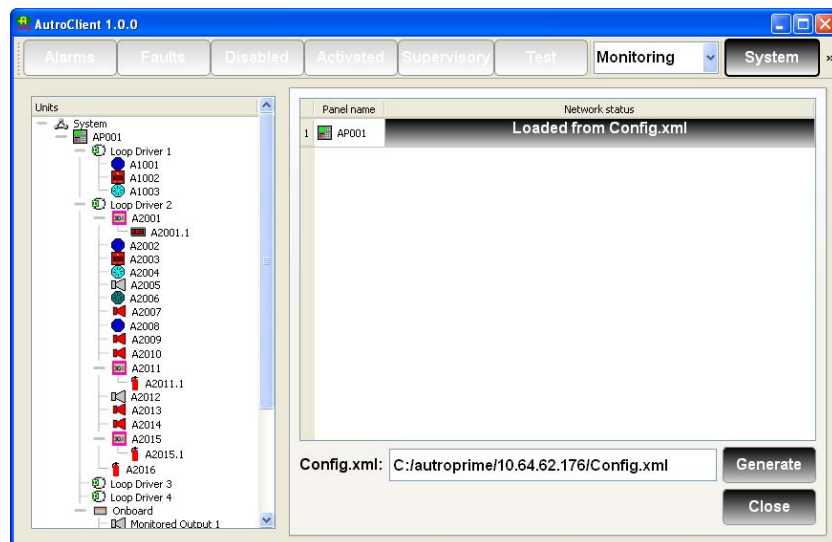 AutroClient 1.0.0
Alarms Faults Disabled Activated Supervisory Test Monitoring System »
Units
System
AP001
Loop Driver 1
A1001
A1002
A1003
Loop Driver 2
A2001
A2001.1
A2002
A2003
A2004
A2005
A2006
A2007
A2008
A2009
A2010
A2011
A2011.1
A2012
A2013
A2014
A2015
A2015.1
A2016
Loop Driver 3
Loop Driver 4
Onboard
Monitored Output 1
Panel name Network status
1 AP001 Loaded from Config.xml
Config.xml: C:/autroprime/10.64.62.176/Config.xml Generate
Close